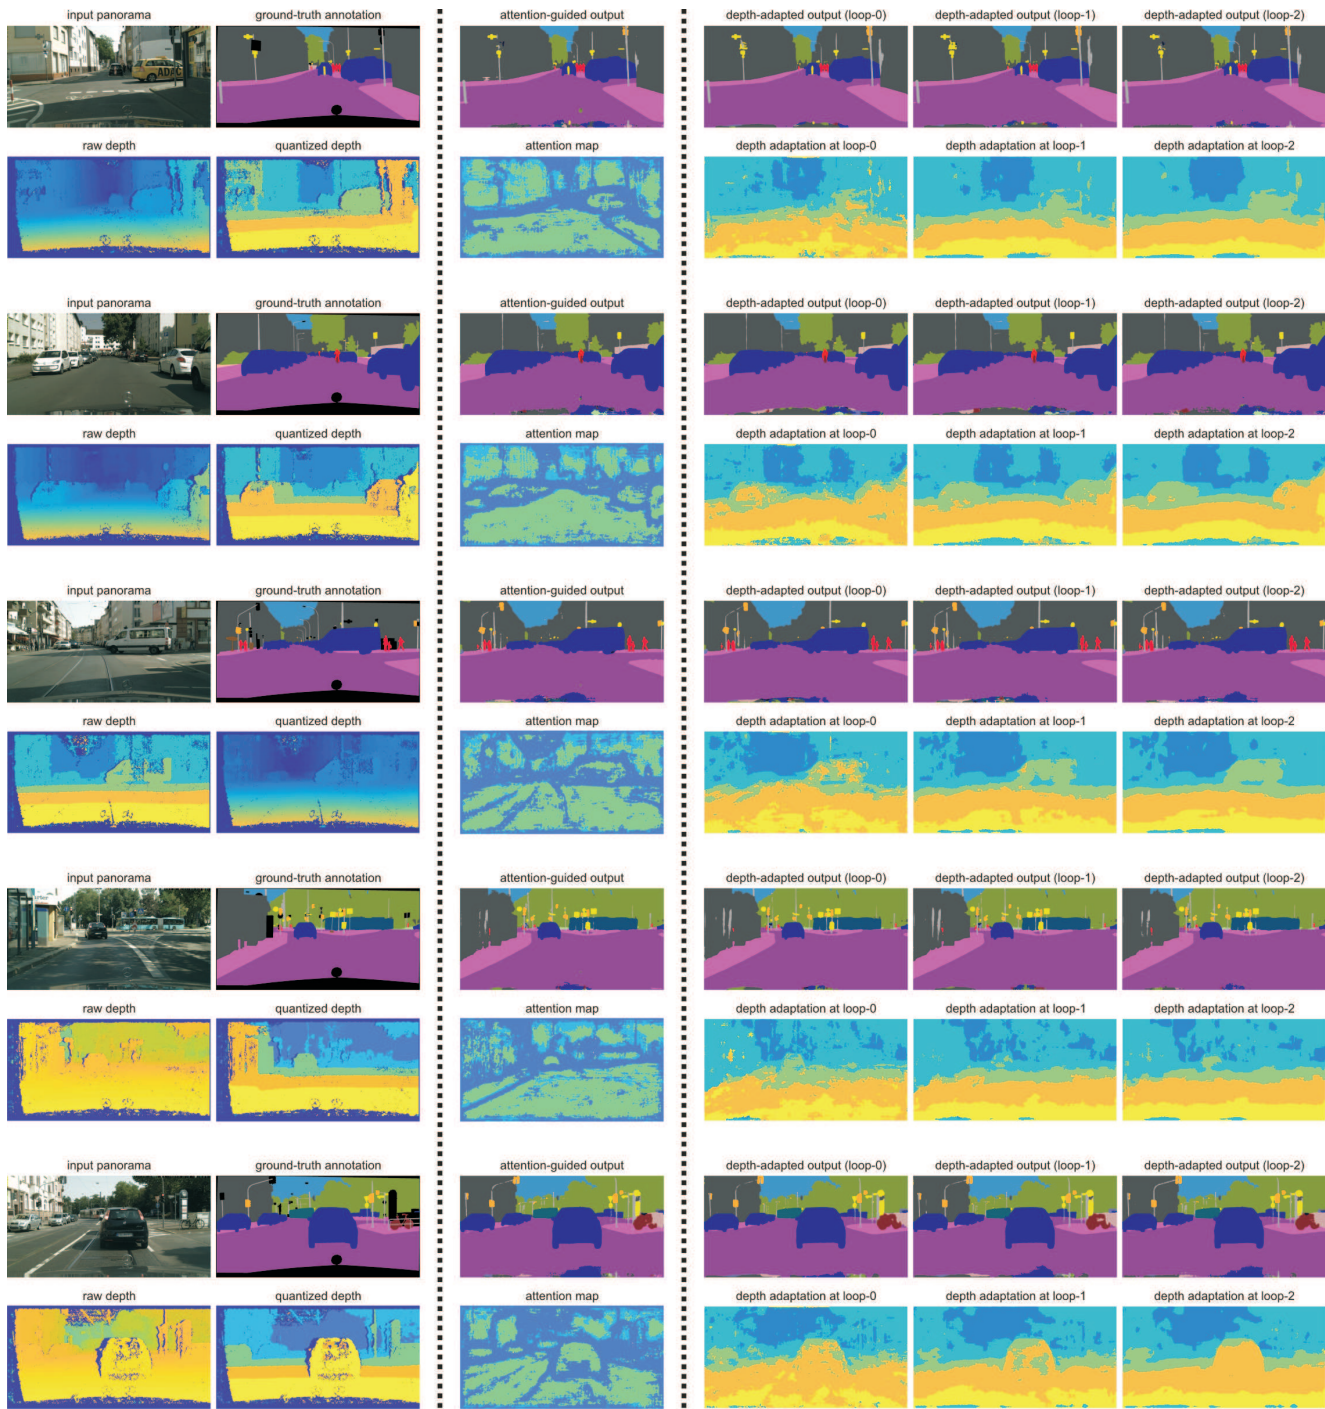 input panorama ground-truth annotation attention-guided output depth-adapted output (loop-0) depth-adapted output (loop-1) depth-adapted output (loop-2)
ADAC
raw depth quantized depth attention map depth adaptation at loop-0 depth adaptation at loop-1 depth adaptation at loop-2
input panorama ground-truth annotation attention-guided output depth-adapted output (loop-0) depth-adapted output (loop-1) depth-adapted output (loop-2)
raw depth quantized depth attention map depth adaptation at loop-0 depth adaptation at loop-1 depth adaptation at loop-2
input panorama ground-truth annotation attention-guided output depth-adapted output (loop-0) depth-adapted output (loop-1) depth-adapted output (loop-2)
raw depth quantized depth attention map depth adaptation at loop-0 depth adaptation at loop-1 depth adaptation at loop-2
input panorama ground-truth annotation attention-guided output depth-adapted output (loop-0) depth-adapted output (loop-1) depth-adapted output (loop-2)
raw depth quantized depth attention map depth adaptation at loop-0 depth adaptation at loop-1 depth adaptation at loop-2
input panorama ground-truth annotation attention-guided output depth-adapted output (loop-0) depth-adapted output (loop-1) depth-adapted output (loop-2)
raw depth quantized depth attention map depth adaptation at loop-0 depth adaptation at loop-1 depth adaptation at loop-2